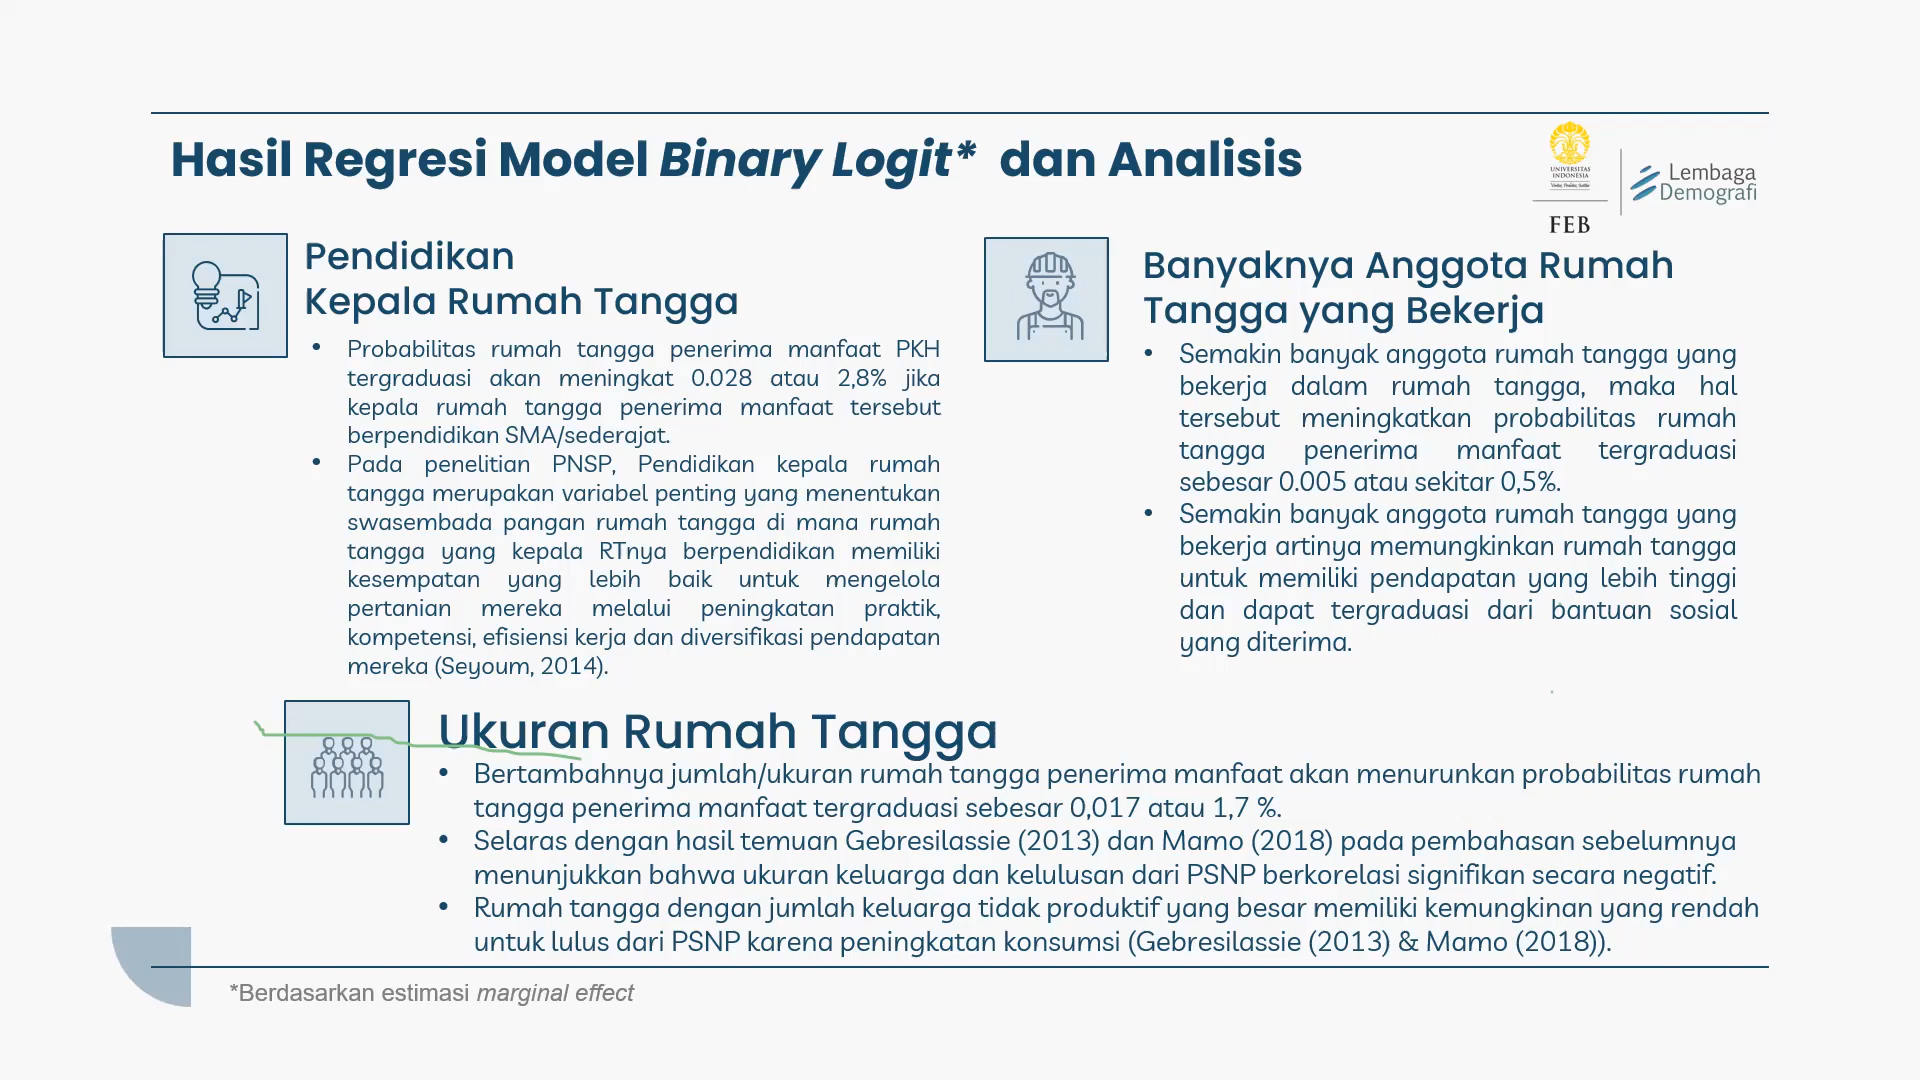 Hasil Regresi Model Binary Logit* dan Analisis
UNIVERSITAS
INDONESIA
FEB
Lembaga
Demografi
Pendidikan
Kepala Rumah Tangga
• Probabilitas rumah tangga penerima manfaat PKH
tergraduasi akan meningkat 0.028 atau 2,8% jika
kepala rumah tangga penerima manfaat tersebut
berpendidikan SMA/sederajat.
• Pada penelitian PNSP, Pendidikan kepala rumah
tangga merupakan variabel penting yang menentukan
swasembada pangan rumah tangga di mana rumah
tangga yang kepala RTnya berpendidikan memiliki
kesempatan yang lebih baik untuk mengelola
pertanian mereka melalui peningkatan praktik,
kompetensi, efisiensi kerja dan diversifikasi pendapatan
mereka (Seyoum, 2014).
Banyaknya Anggota Rumah
Tangga yang Bekerja
• Semakin banyak anggota rumah tangga yang
bekerja dalam rumah tangga, maka hal
tersebut meningkatkan probabilitas rumah
tangga penerima manfaat tergraduasi
sebesar 0.005 atau sekitar 0,5%.
• Semakin banyak anggota rumah tangga yang
bekerja artinya memungkinkan rumah tangga
untuk memiliki pendapatan yang lebih tinggi
dan dapat tergraduasi dari bantuan sosial
yang diterima.
Ukuran Rumah Tangga
• Bertambahnya jumlah/ukuran rumah tangga penerima manfaat akan menurunkan probabilitas rumah
tangga penerima manfaat tergraduasi sebesar 0,017 atau 1,7 %.
• Selaras dengan hasil temuan Gebresilassie (2013) dan Mamo (2018) pada pembahasan sebelumnya
menunjukkan bahwa ukuran keluarga dan kelulusan dari PSNP berkorelasi signifikan secara negatif.
• Rumah tangga dengan jumlah keluarga tidak produktif yang besar memiliki kemungkinan yang rendah
untuk lulus dari PSNP karena peningkatan konsumsi (Gebresilassie (2013) & Mamo (2018)).
*Berdasarkan estimasi marginal effect